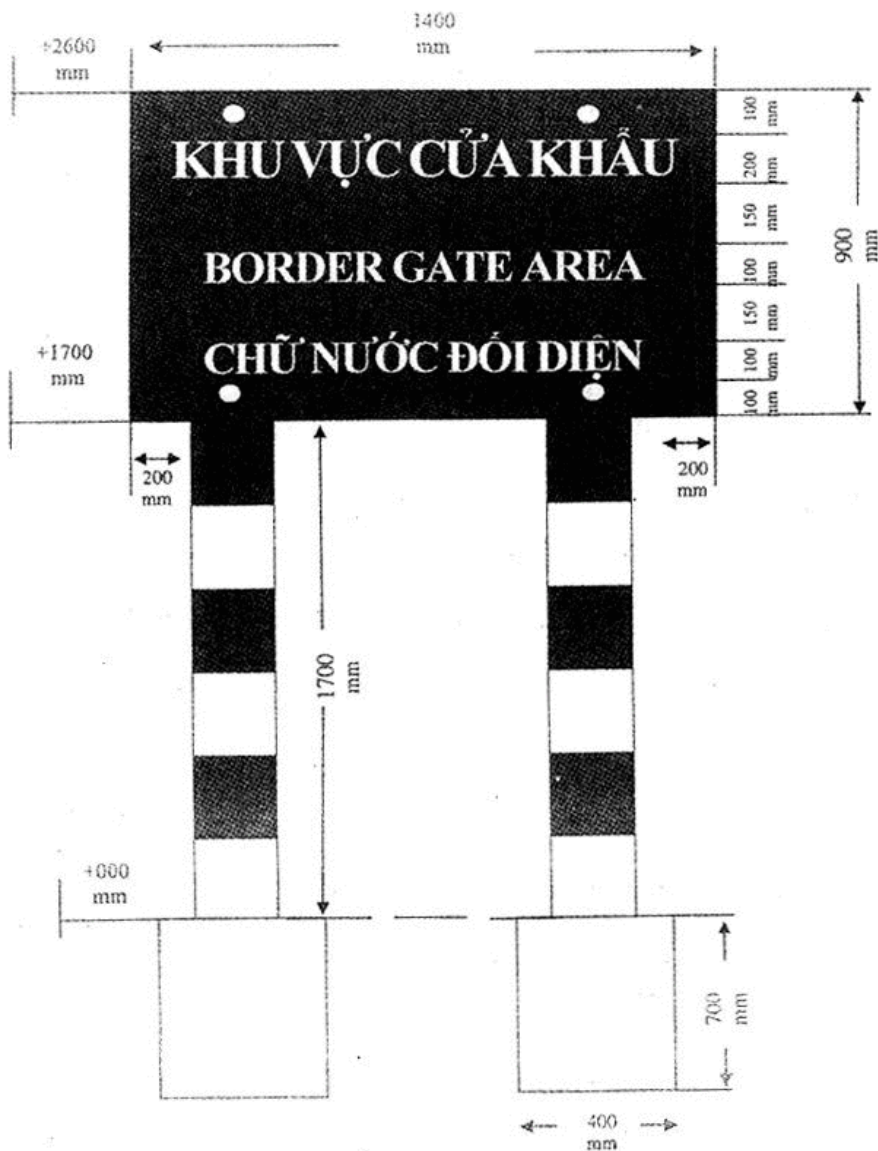 1400
mm
+2600
mm
100
mm
KHU VỰC CỬA KHẨU
200
mm
150
mm
900
mm
BORDER GATE AREA
100
mm
150
mm
+1700
mm
CHỮ NƯỚC ĐỐI DIỆN
100
mm
100
mm
200
mm
200
mm
1700
mm
+000
mm
700
mm
400
mm